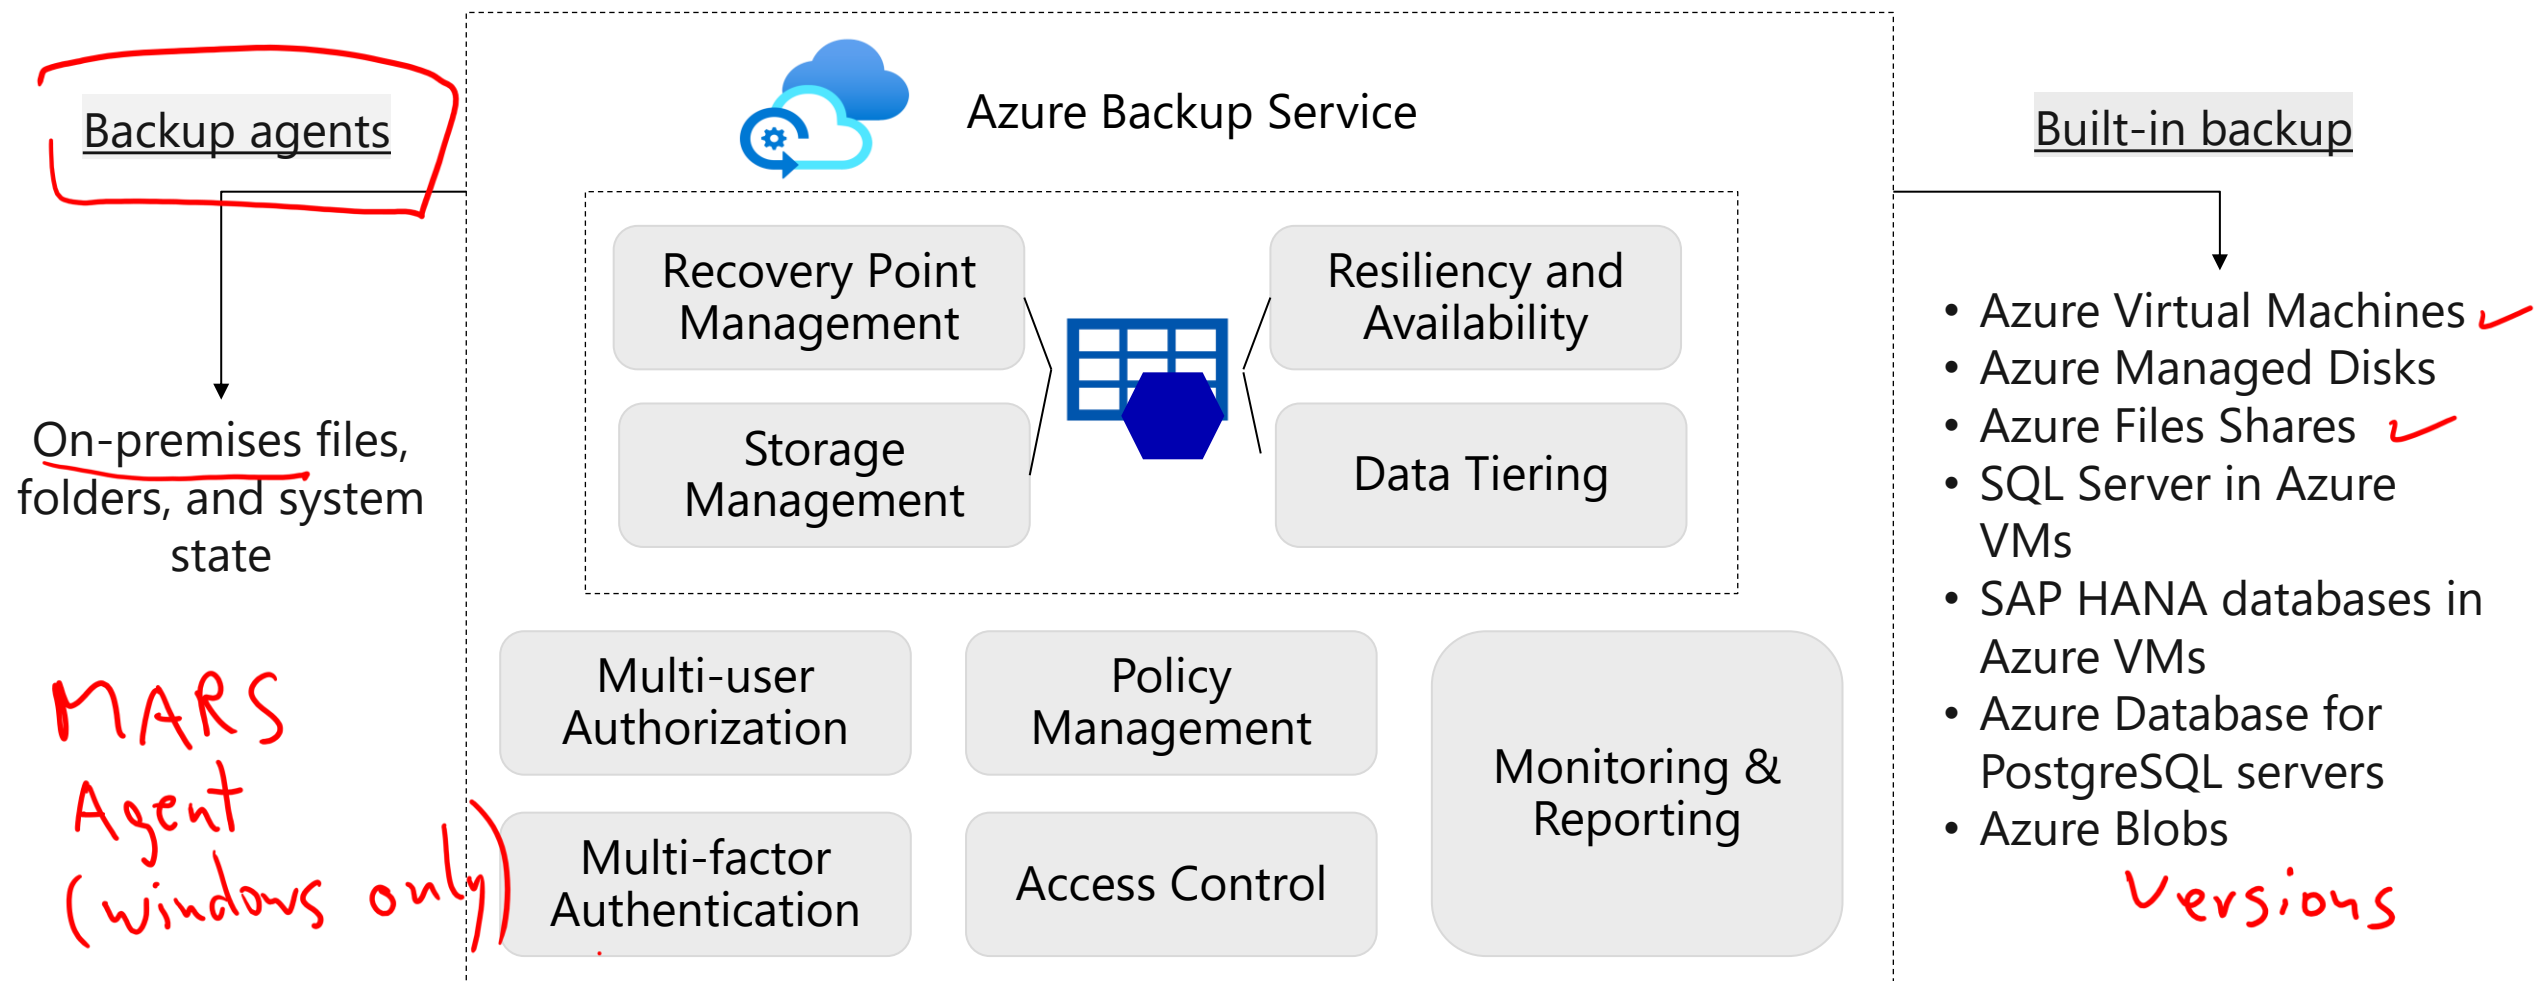 Backup agents
On-premises files,
folders, and system
state
MARS
Agent
(windows only)
Azure Backup Service
Recovery Point
Management
Resiliency and
Availability
Storage
Management
Data Tiering
Multi-user
Authorization
Policy
Management
Monitoring &
Reporting
Multi-factor
Authentication
Access Control
Built-in backup
• Azure Virtual Machines ✓
• Azure Managed Disks
• Azure Files Shares ✓
• SQL Server in Azure
VMs
• SAP HANA databases in
Azure VMs
• Azure Database for
PostgreSQL servers
• Azure Blobs
Versions